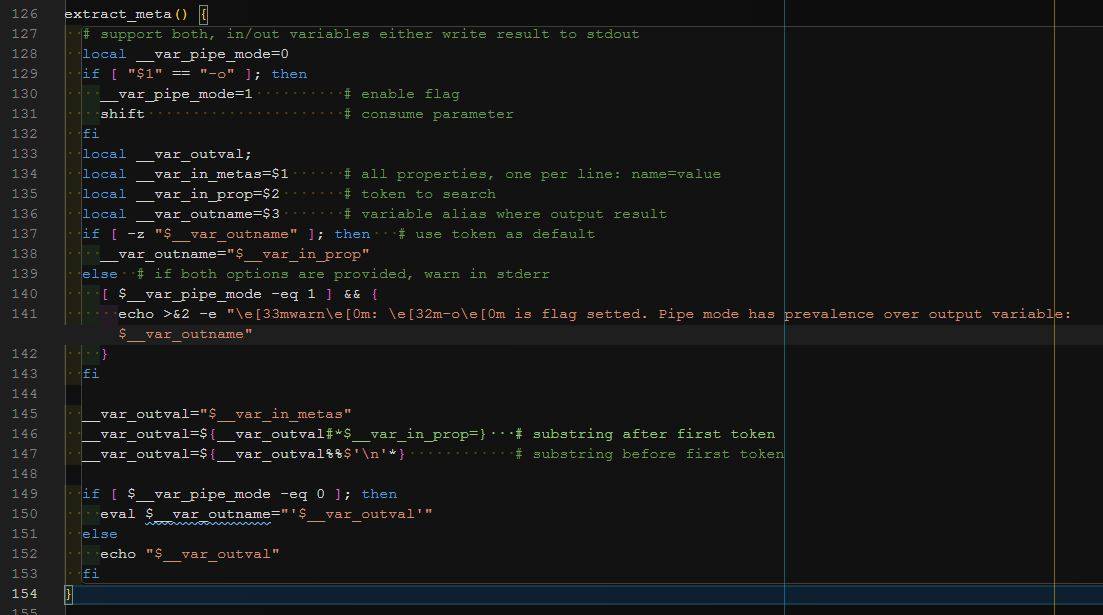 126 extract_meta() {
127 # support both, in/out variables either write result to stdout
128 local __var_pipe_mode=0
129 if [ "$1" == "-o" ]; then
130 __var_pipe_mode=1 # enable flag
131 shift # consume parameter
132 fi
133 local __var_outval;
134 local __var_in_metas=$1 # all properties, one per line: name=value
135 local __var_in_prop=$2 # token to search
136 local __var_outname=$3 # variable alias where output result
137 if [ -z "$__var_outname" ]; then # use token as default
138 __var_outname="$__var_in_prop"
139 else # if both options are provided, warn in stderr
140 [ $__var_pipe_mode -eq 1 ] && {
141 echo >&2 -e "\e[33mwarn\e[0m: \e[32m-o\e[0m is flag setted. Pipe mode has prevalence over output variable:
$__var_outname"
142 }
143 fi
144
145 __var_outval="$__var_in_metas"
146 __var_outval=${__var_outval#*$__var_in_prop=} # substring after first token
147 __var_outval=${__var_outval%%$'\n'*} # substring before first token
148
149 if [ $__var_pipe_mode -eq 0 ]; then
150 eval $__var_outname="'$__var_outval'"
151 else
152 echo "$__var_outval"
153 fi
154 }
155